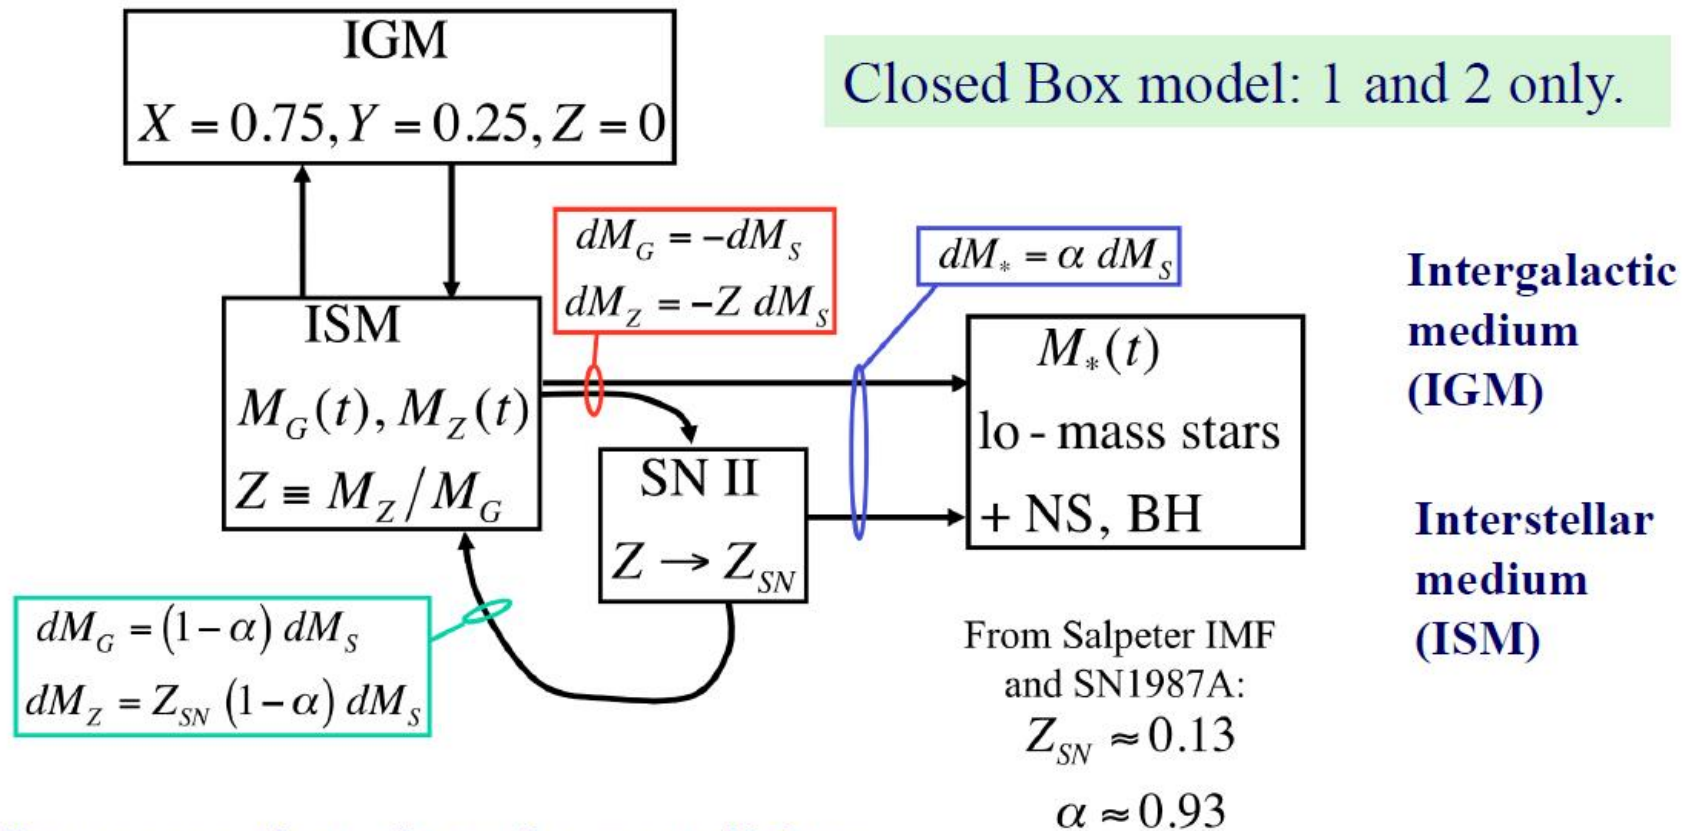 IGM
X = 0.75, Y = 0.25, Z = 0
Closed Box model: 1 and 2 only.
dM_G = −dM_S
dM_Z = −Z dM_S
dM_* = α dM_S
Intergalactic
medium
(IGM)
ISM
M_G(t), M_Z(t)
Z ≡ M_Z/M_G
M_*(t)
lo - mass stars
+ NS, BH
SN II
Z → Z_SN
Interstellar
medium
(ISM)
dM_G = (1−α) dM_S
dM_Z = Z_SN (1−α) dM_S
From Salpeter IMF
and SN1987A:
Z_SN ≈ 0.13
α ≈ 0.93